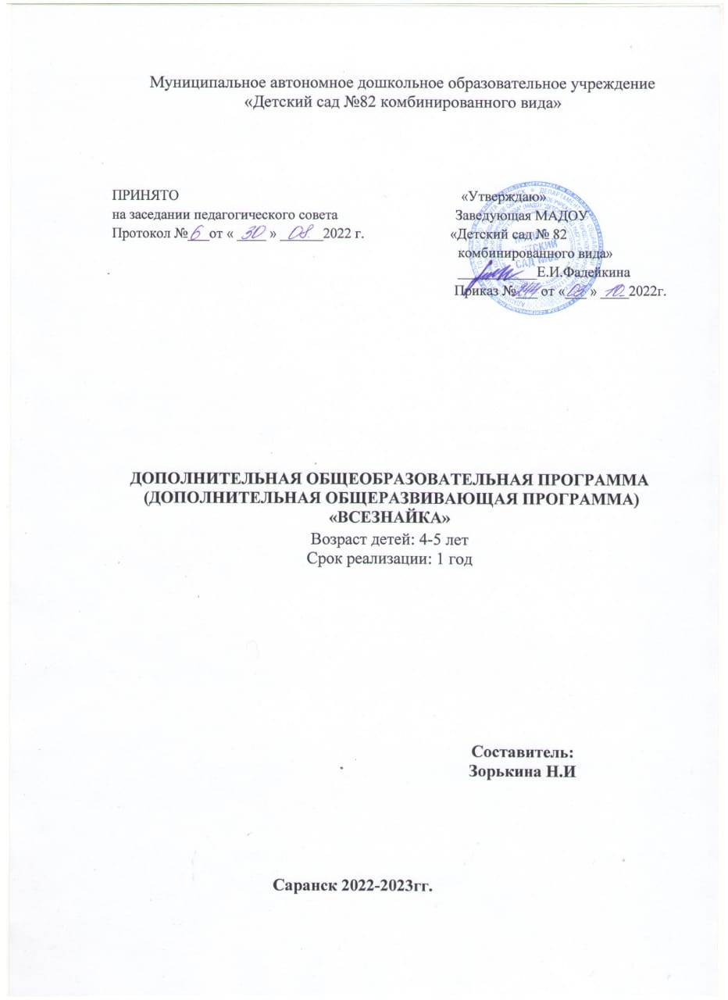 Муниципальное автономное дошкольное образовательное учреждение
«Детский сад №82 комбинированного вида»
ПРИНЯТО
на заседании педагогического совета
Протокол № 6 от « 30 » 08. 2022 г.
«Утверждаю»
Заведующая МАДОУ
«Детский сад № 82
комбинированного вида»
Е.И.Фадейкина
Приказ № 244 от « 03 » 10 2022г.
ДОПОЛНИТЕЛЬНАЯ ОБЩЕОБРАЗОВАТЕЛЬНАЯ ПРОГРАММА
(ДОПОЛНИТЕЛЬНАЯ ОБЩЕРАЗВИВАЮЩАЯ ПРОГРАММА)
«ВСЕЗНАЙКА»
Возраст детей: 4-5 лет
Срок реализации: 1 год
Составитель:
Зорькина Н.И
Саранск 2022-2023гг.